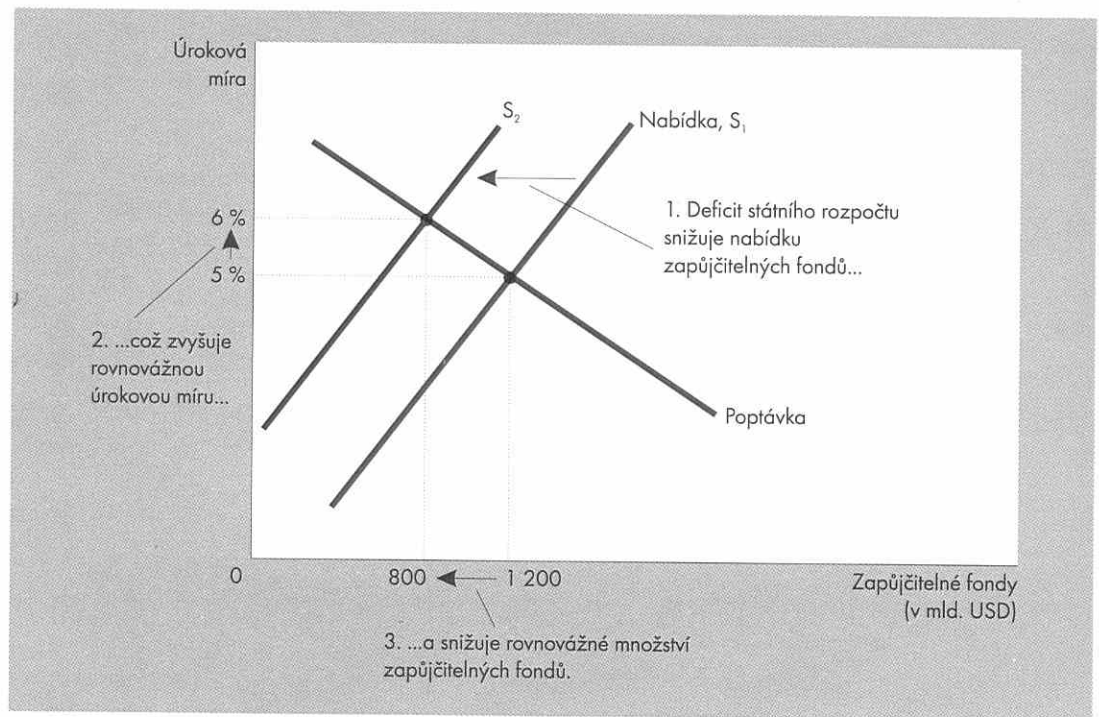 Úroková
míra
S₂
Nabídka, S₁
1. Deficit státního rozpočtu
snižuje nabídku
zapůjčitelných fondů...
6 %
5 %
2. ...což zvyšuje
rovnovážnou
úrokovou míru...
Poptávka
0
800
1 200
Zapůjčitelné fondy
(v mld. USD)
3. ...a snižuje rovnovážné množství
zapůjčitelných fondů.